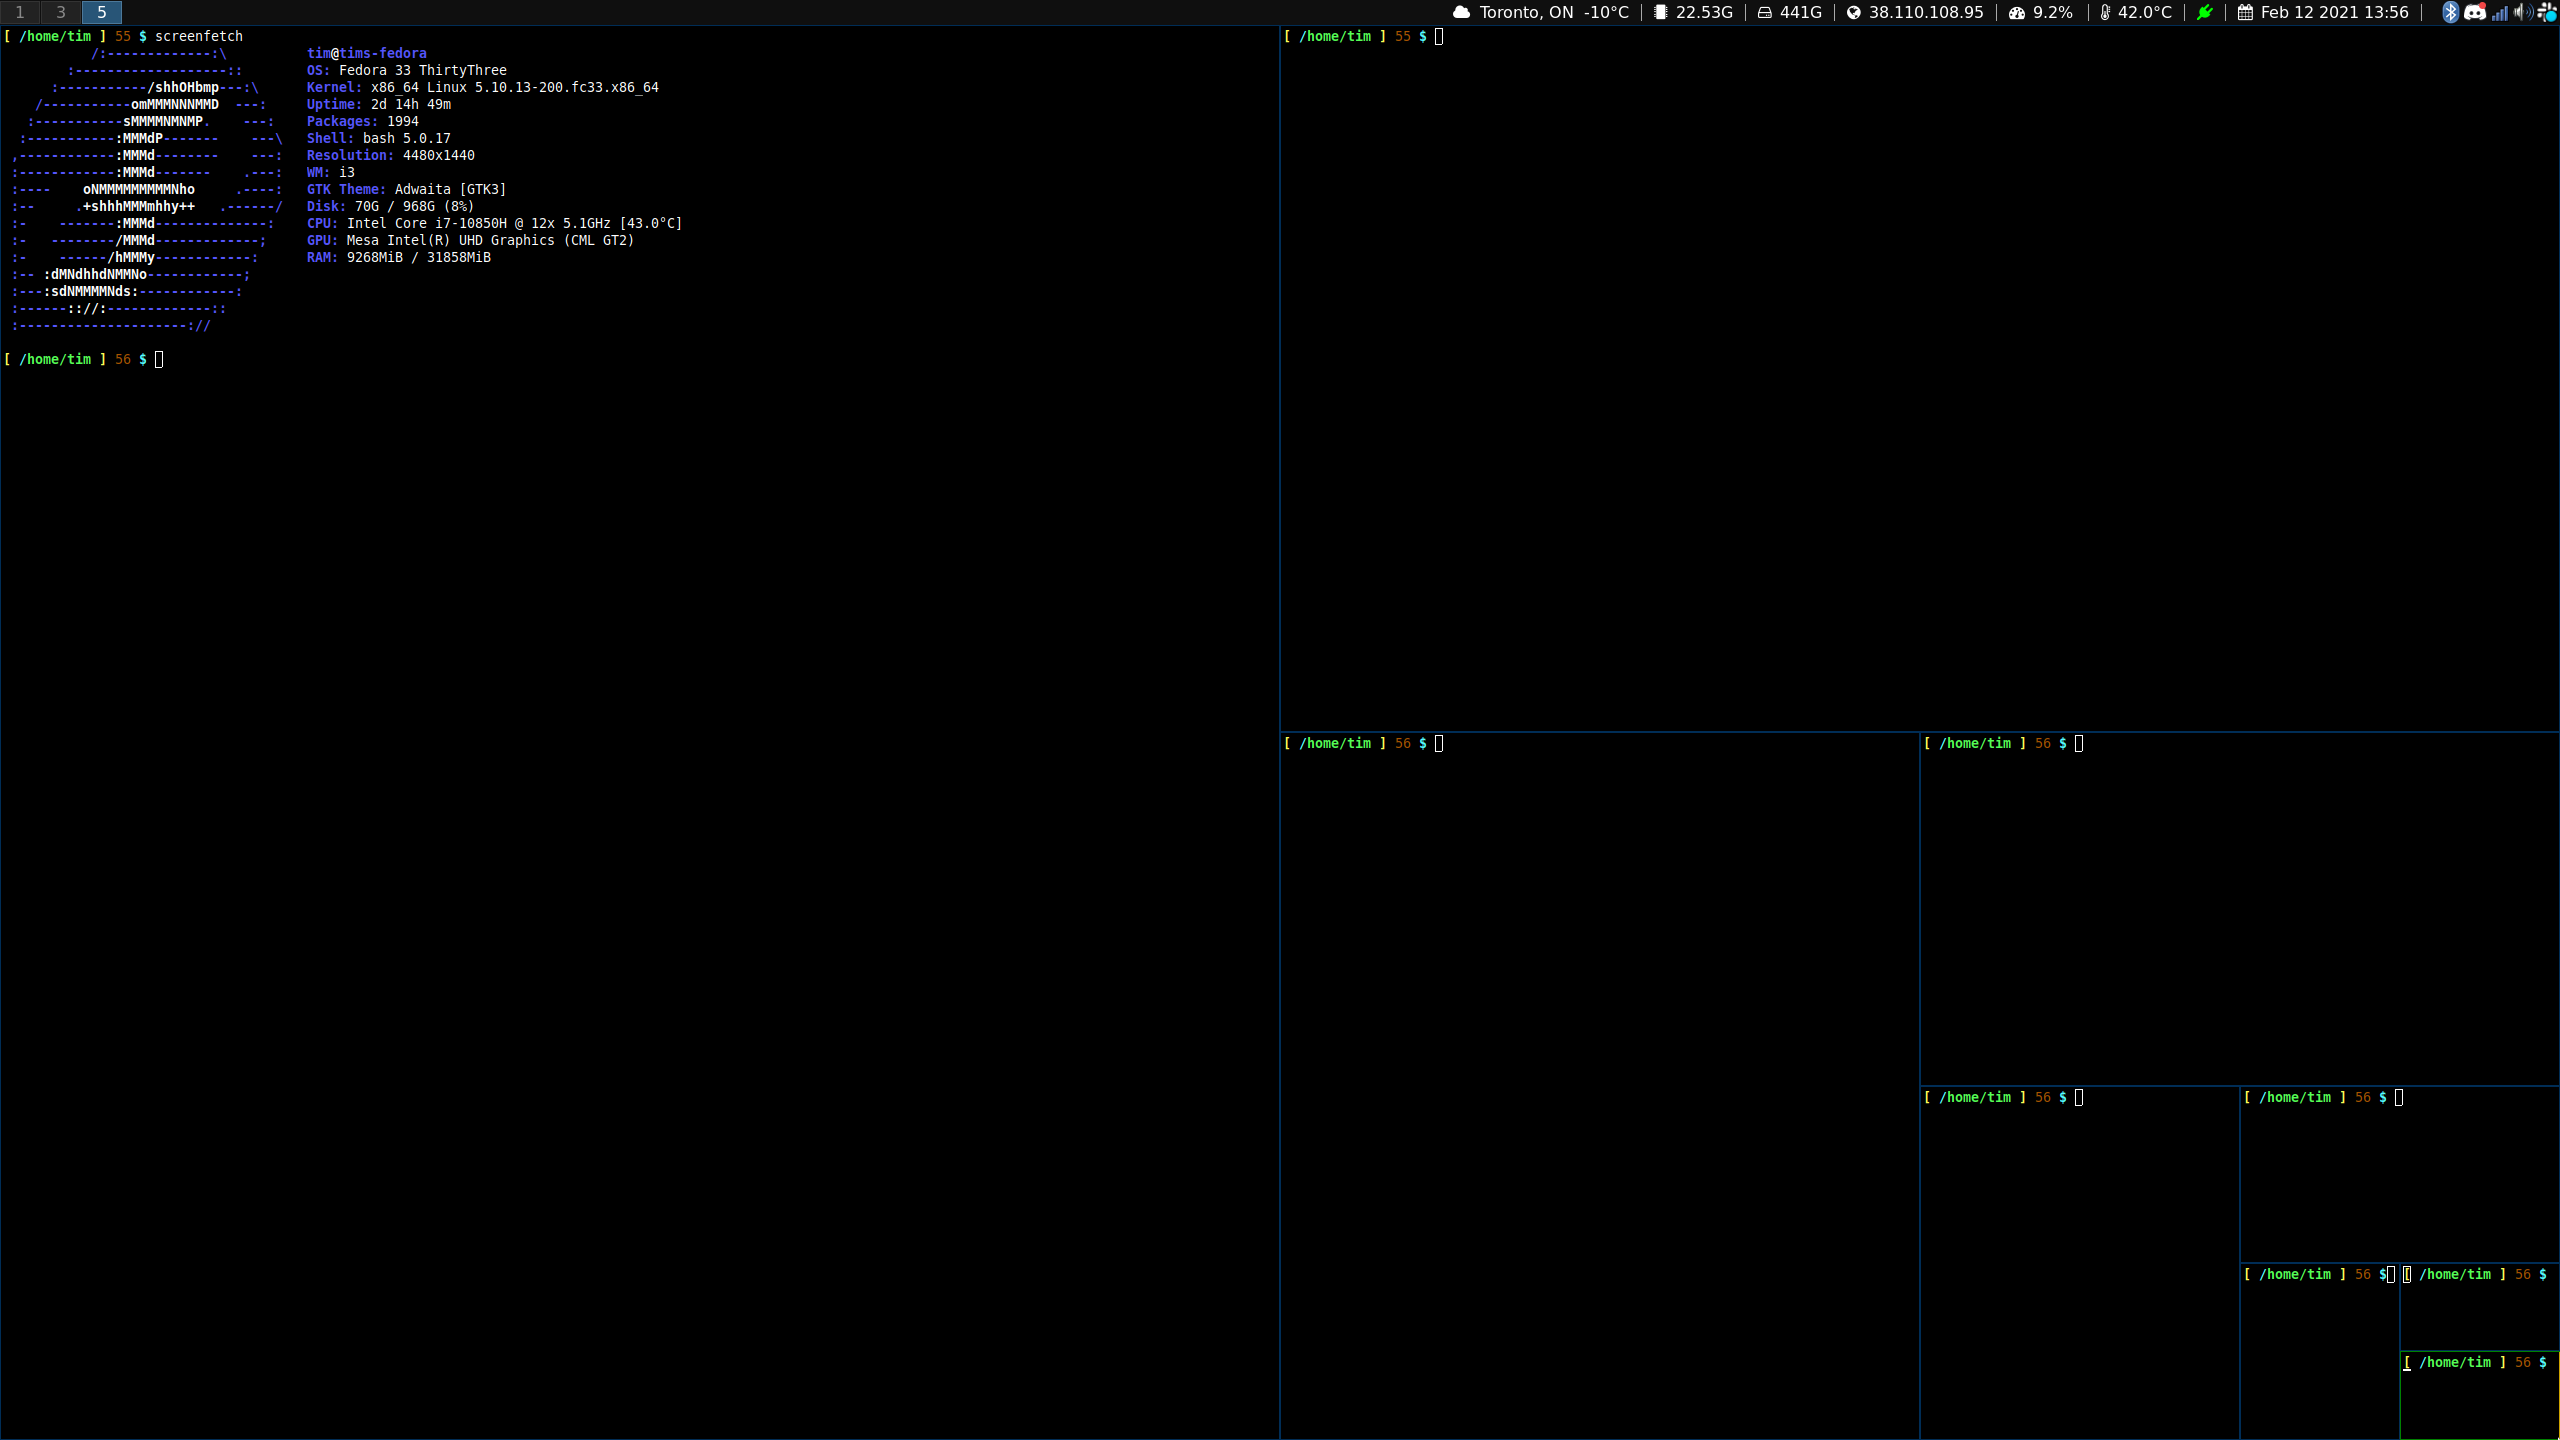 1 3 5 Toronto, ON -10°C 22.53G 441G 38.110.108.95 9.2% 42.0°C Feb 12 2021 13:56
[ /home/tim ] 55 $ screenfetch
/:-------------:\ tim@tims-fedora
:-------------------:: OS: Fedora 33 ThirtyThree
:-----------/shhOHbmp---:\ Kernel: x86_64 Linux 5.10.13-200.fc33.x86_64
/-----------omMMMNNNMMD ---: Uptime: 2d 14h 49m
:-----------sMMMMNMNMP. ---: Packages: 1994
:-----------:MMMdP------- ---\ Shell: bash 5.0.17
,------------:MMMd-------- ---: Resolution: 4480x1440
:------------:MMMd------- .---: WM: i3
:---- oNMMMMMMMMMNho .----: GTK Theme: Adwaita [GTK3]
:-- .+shhhMMMmhhy++ .------/ Disk: 70G / 968G (8%)
:- -------:MMMd--------------: CPU: Intel Core i7-10850H @ 12x 5.1GHz [43.0°C]
:- --------/MMMd-------------; GPU: Mesa Intel(R) UHD Graphics (CML GT2)
:- ------/hMMMy------------: RAM: 9268MiB / 31858MiB
:-- :dMNdhhdNMMNo------------;
:---:sdNMMMMNds:------------:
:------:://:-------------::
:---------------------://
[ /home/tim ] 56 $
[ /home/tim ] 55 $
[ /home/tim ] 56 $
[ /home/tim ] 56 $
[ /home/tim ] 56 $
[ /home/tim ] 56 $
[ /home/tim ] 56 $
[ /home/tim ] 56 $
[ /home/tim ] 56 $